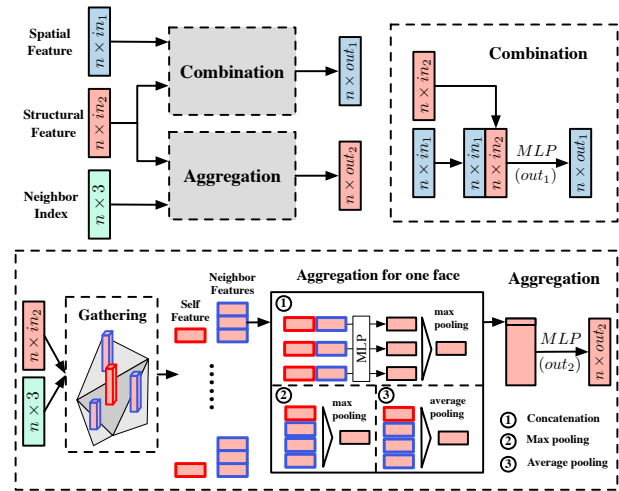 Spatial
Feature
n × in₁
Combination
n × out₁
Structural
Feature
n × in₂
Aggregation
n × out₂
Neighbor
Index
n × 3
Combination
n × in₂
n × in₁
n × in₁
n × in₂
MLP
(out₁)
n × out₁
Aggregation
n × in₂
n × 3
Gathering
Self
Feature
Neighbor
Features
Aggregation for one face
1
MLP
max
pooling
2
max
pooling
3
average
pooling
MLP
(out₂)
n × out₂
1 Concatenation
2 Max pooling
3 Average pooling